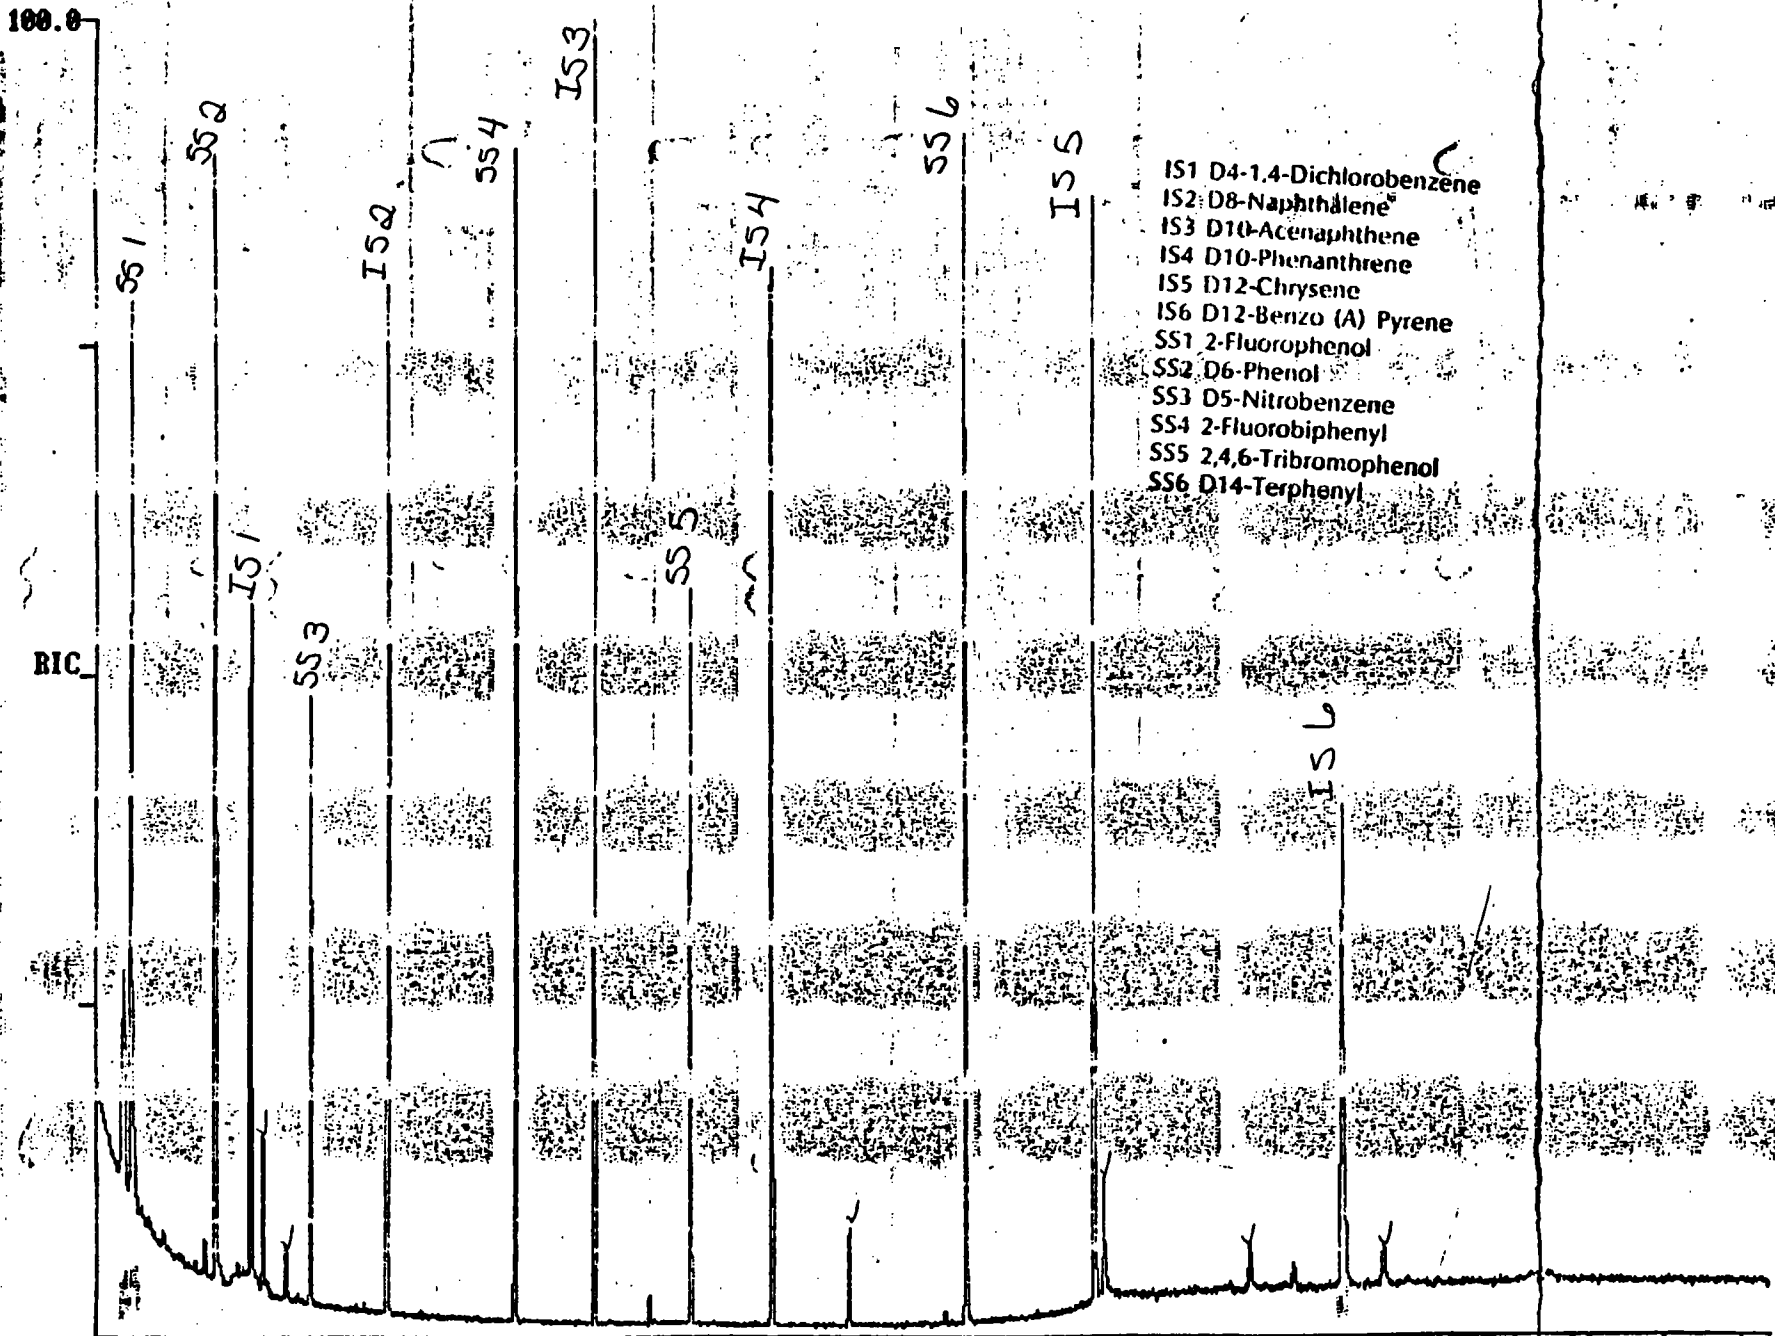 100.0
IS3
SS2
SS4
SS6
IS5
SS1
IS2
IS4
IS1 D4-1,4-Dichlorobenzene
IS2 D8-Naphthalene
IS3 D10-Acenaphthene
IS4 D10-Phenanthrene
IS5 D12-Chrysene
IS6 D12-Benzo (A) Pyrene
SS1 2-Fluorophenol
SS2 D6-Phenol
SS3 D5-Nitrobenzene
SS4 2-Fluorobiphenyl
SS5 2,4,6-Tribromophenol
SS6 D14-Terphenyl
IS1
SS5
SS3
RIC
IS6